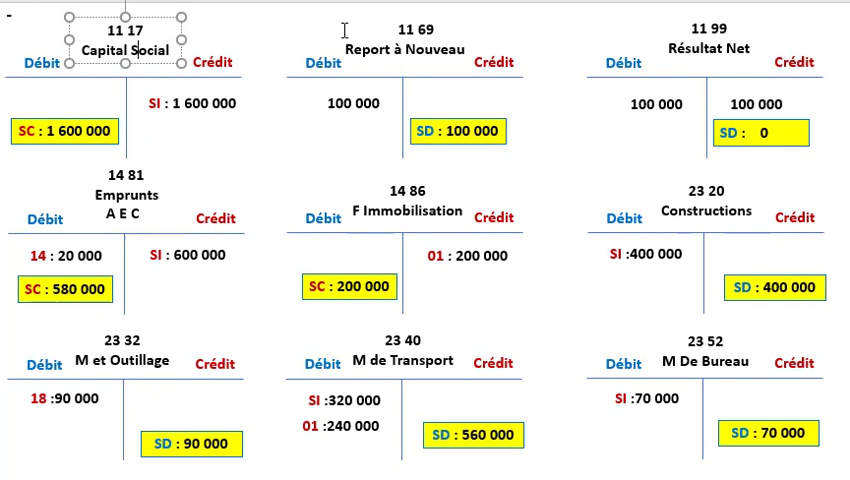 11 17
Capital Social
Débit Crédit
SI : 1 600 000
SC : 1 600 000
11 69
Report à Nouveau
Débit Crédit
100 000
SD : 100 000
11 99
Résultat Net
Débit Crédit
100 000 100 000
SD : 0
14 81
Emprunts
A E C
Débit Crédit
14 : 20 000 SI : 600 000
SC : 580 000
14 86
F Immobilisation
Débit Crédit
01 : 200 000
SC : 200 000
23 20
Constructions
Débit Crédit
SI :400 000
SD : 400 000
23 32
M et Outillage
Débit Crédit
18 :90 000
SD : 90 000
23 40
M de Transport
Débit Crédit
SI :320 000
01 :240 000
SD : 560 000
23 52
M De Bureau
Débit Crédit
SI :70 000
SD : 70 000